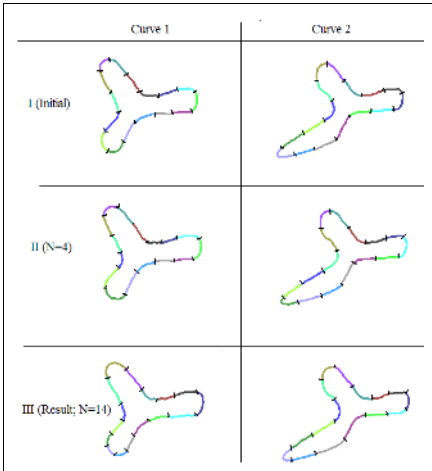 Curve 1 Curve 2
I (Initial)
II (N=4)
III (Result; N=14)